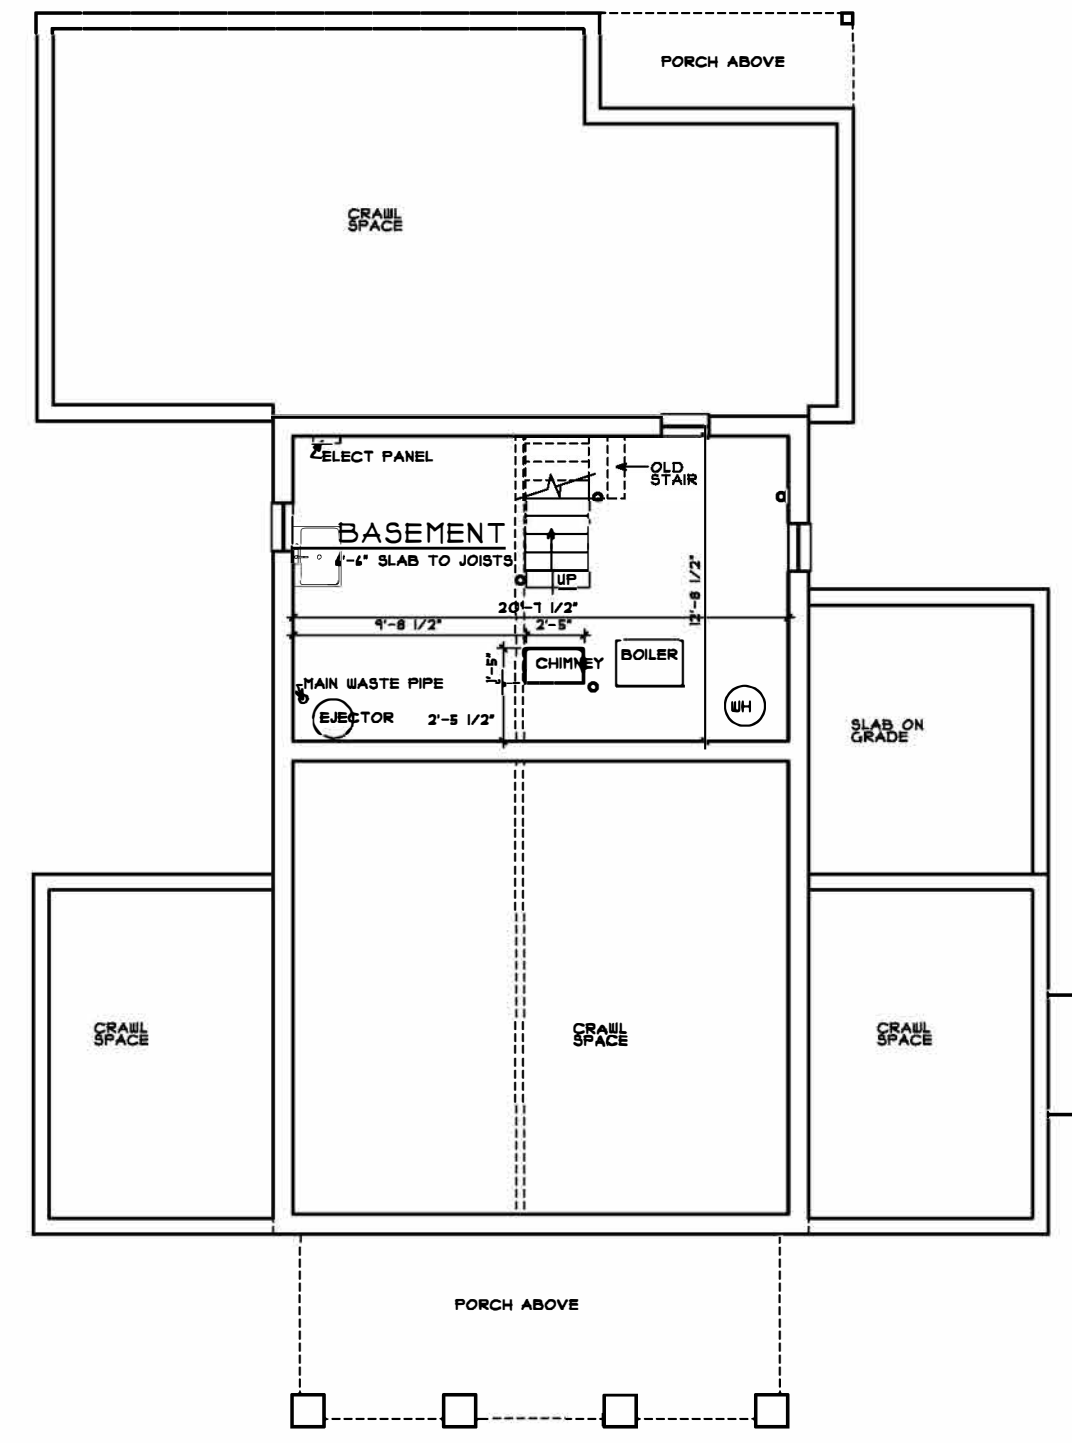 PORCH ABOVE
CRAWL
SPACE
ELECT PANEL
OLD
STAIR
BASEMENT
6'-6" SLAB TO JOISTS
UP
12'-8 1/2"
20'-7 1/2"
9'-8 1/2"
2'-5"
1'-5"
CHIMNEY
BOILER
MAIN WASTE PIPE
EJECTOR
2'-5 1/2"
WH
SLAB ON
GRADE
CRAWL
SPACE
CRAWL
SPACE
CRAWL
SPACE
PORCH ABOVE